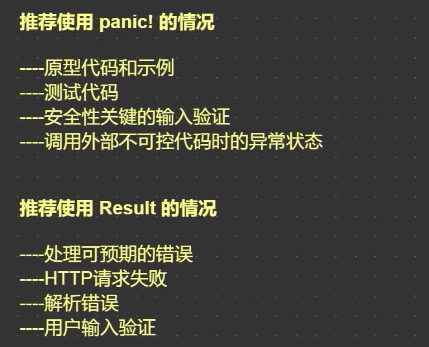 推荐使用 panic! 的情况
----原型代码和示例
----测试代码
----安全性关键的输入验证
----调用外部不可控代码时的异常状态
推荐使用 Result 的情况
----处理可预期的错误
----HTTP请求失败
----解析错误
----用户输入验证